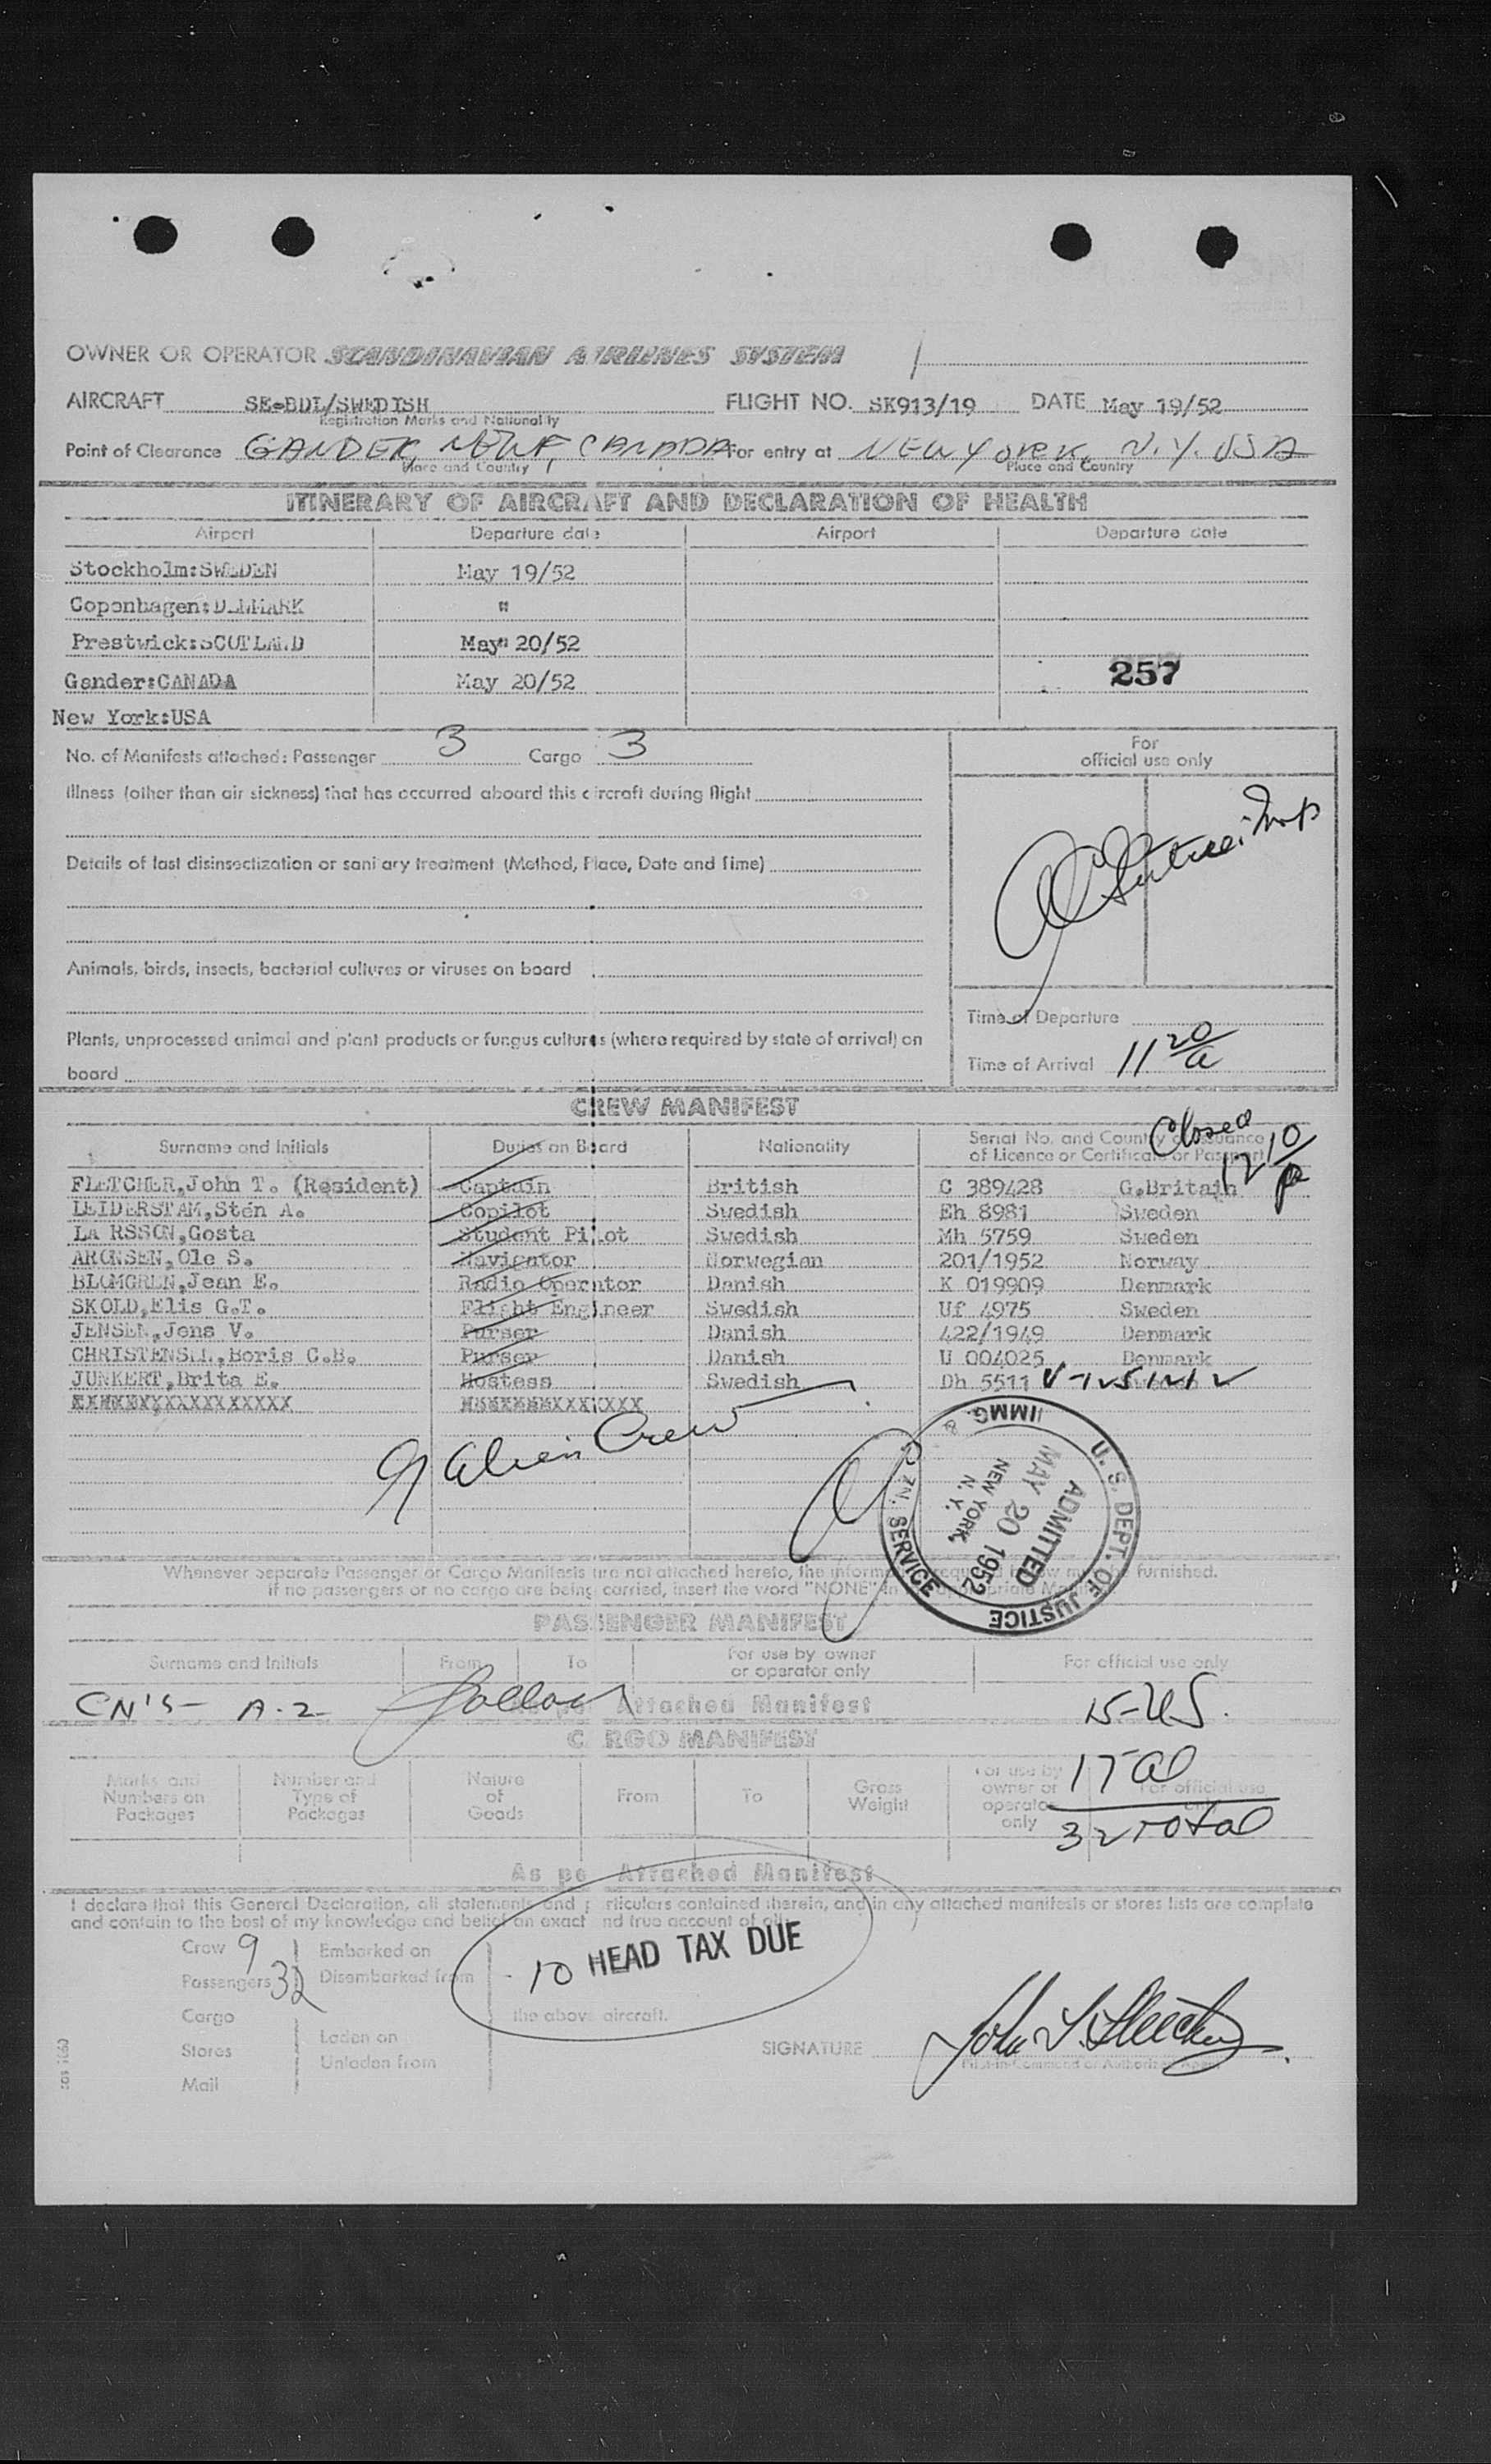 OWNER OR OPERATOR SCANDINAVIAN AIRLINES SYSTEM
AIRCRAFT SE-BDI/SWEDISH FLIGHT NO. SK913/19 DATE May 19/52
Registration Marks and Nationality
Point of Clearance GANDER, NEWF, CANADA For entry at NEW YORK, N.Y. USA
Place and Country Place and Country
ITINERARY OF AIRCRAFT AND DECLARATION OF HEALTH
Airport Departure date Airport Departure date
Stockholm:SWEDEN May 19/52
Copenhagen:DENMARK "
Prestwick:SCOTLAND May" 20/52
Gander:CANADA May 20/52 257
New York:USA
No. of Manifests attached: Passenger 3 Cargo 3
For
official use only
Illness (other than air sickness) that has occurred aboard this aircraft during flight
Details of last disinsectization or sanitary treatment (Method, Place, Date and Time)
Animals, birds, insects, bacterial cultures or viruses on board
Plants, unprocessed animal and plant products or fungus cultures (where required by state of arrival) on
board
Time of Departure
Time of Arrival 11 20/a
CREW MANIFEST
Closed 12 10/p
Surname and Initials Duties on Board Nationality Serial No. and Country of Issuance
of Licence or Certificate or Passport
FLETCHER,John T. (Resident) Captain British C 389428 G.Britain
LEIDERSTAM,Sten A. Copilot Swedish Eh 8981 Sweden
LARSSON,Gosta Student Pilot Swedish Mh 5759 Sweden
ARONSEN,Ole S. Navigator Norwegian 201/1952 Norway
BLOMGREN,Jean E. Radio Operator Danish K 019909 Denmark
SKOLD,Elis G.T. Flight Engineer Swedish Uf 4975 Sweden
JENSEN,Jens V. Purser Danish 422/1949 Denmark
CHRISTENSEN,Boris C.B. Purser Danish U 004025 Denmark
JUNKERT,Brita E. Hostess Swedish Dh 5511 Sweden
9 Alien Crew
U. S. DEPT. OF JUSTICE
IMMG. & NZN. SERVICE
ADMITTED
MAY 20 1952
NEW YORK,
N. Y.
Whenever separate Passenger or Cargo Manifests are not attached hereto, the information required below must be furnished.
If no passengers or no cargo are being carried, insert the word "NONE" in appropriate Manifest
PASSENGER MANIFEST
Surname and Initials From To For use by owner
or operator only For official use only
CN'S - A-2 As per Attached Manifest 15-US.
CARGO MANIFEST
17 al
32 Total
Marks and
Numbers on
Packages
Number and
Type of
Packages
Nature
of
Goods
From To Gross
Weight
For use by
owner or
operator
only
For official use
only
As per Attached Manifest
I declare that this General Declaration, all statements and particulars contained therein, and in any attached manifests or stores lists are complete
and contain to the best of my knowledge and belief an exact and true account of all:
Crew 9 Embarked on
Passengers 32 Disembarked from
10 HEAD TAX DUE
Cargo the above aircraft.
Stores Laden on
Unladen from
Mail
SIGNATURE John T. Fletcher
Pilot-in-Command or Authorized Agent